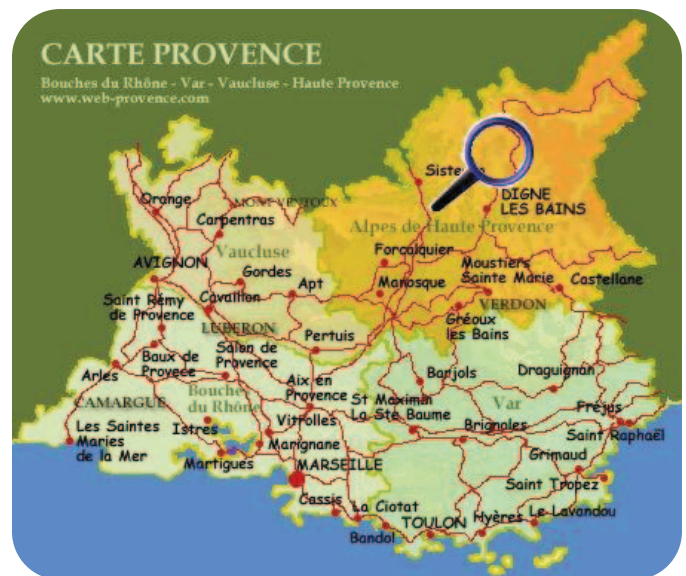 CARTE PROVENCE
Bouches du Rhône - Var - Vaucluse - Haute Provence
www.web-provence.com
Orange
MONT VENTOUX
Carpentras
Vaucluse
AVIGNON
Gordes
Apt
Saint Rémy
de Provence
Cavaillon
LUBERON
Pertuis
Baux de
Provece
Salon de
Provence
Arles
Aix en
Provence
CAMARGUE
Bouches
du Rhône
Les Saintes
Maries
de la Mer
Istres
Vitrolles
Marignane
Martigues
MARSEILLE
Cassis
La Ciotat
Bandol
TOULON
Hyères
Le Lavandou
Saint Tropez
Grimaud
Saint Raphaël
Fréjus
Draguignan
Var
Brignoles
Barjols
St Maximin
La Ste Baume
DIGNE
LES BAINS
Alpes de Haute Provence
Forcalquier
Manosque
Moustiers
Sainte Marie
Castellane
VERDON
Gréoux
les Bains